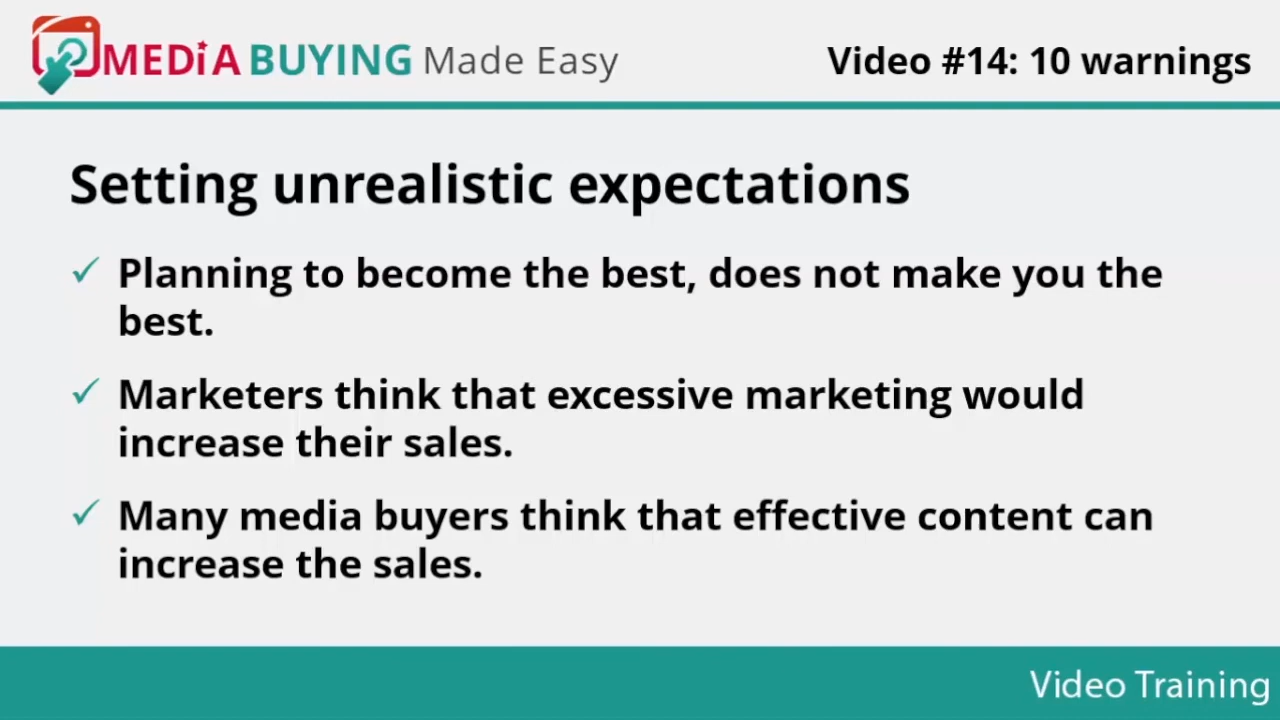 MEDiA BUYING Made Easy
Video #14: 10 warnings
Setting unrealistic expectations
✓ Planning to become the best, does not make you the
best.
✓ Marketers think that excessive marketing would
increase their sales.
✓ Many media buyers think that effective content can
increase the sales.
Video Training